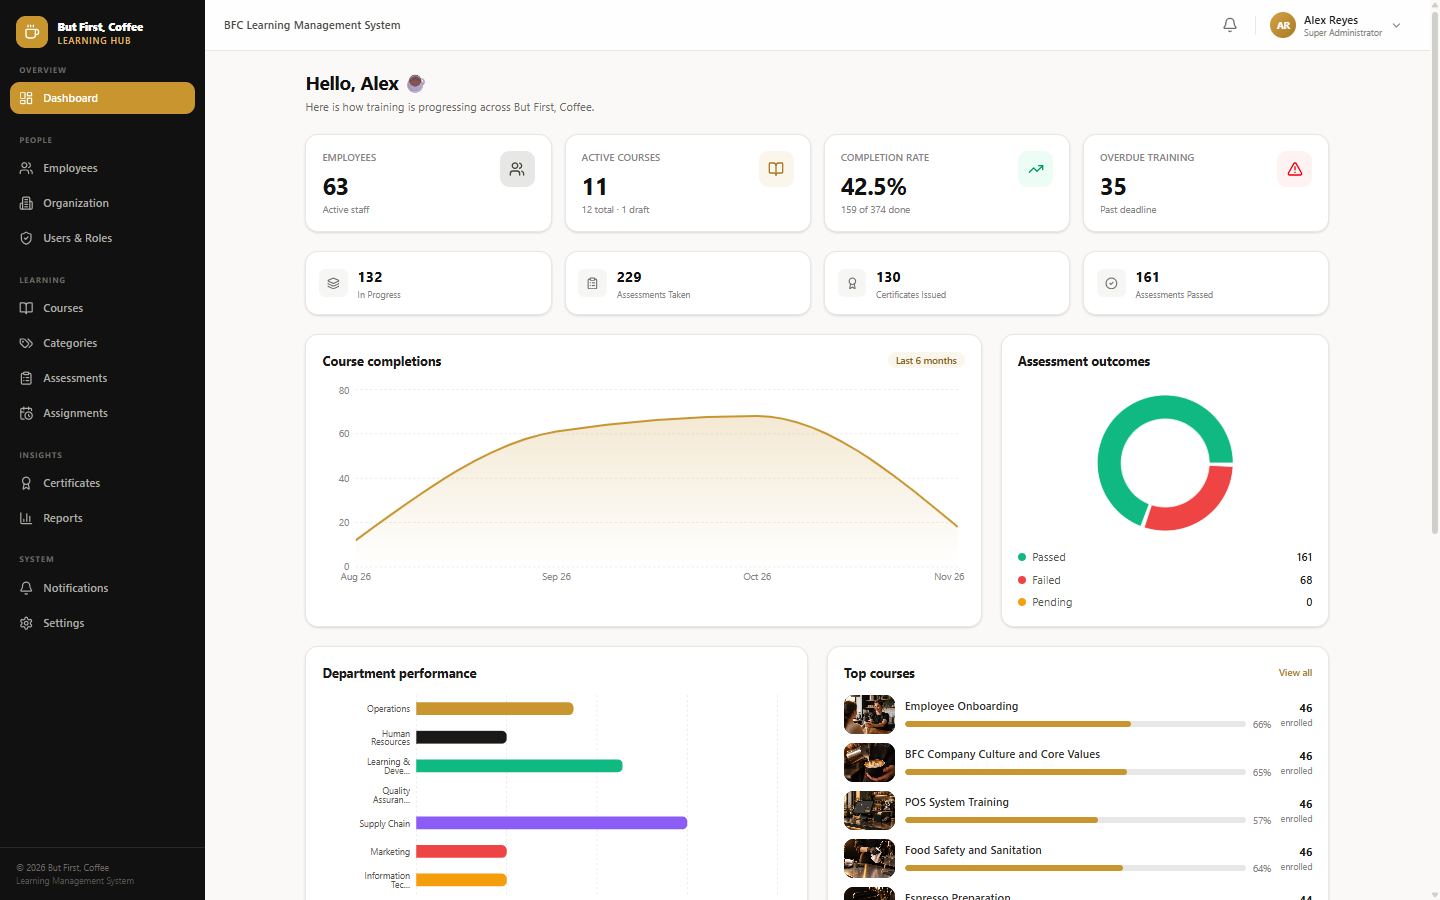 But First, Coffee
LEARNING HUB
OVERVIEW
Dashboard
PEOPLE
Employees
Organization
Users & Roles
LEARNING
Courses
Categories
Assessments
Assignments
INSIGHTS
Certificates
Reports
SYSTEM
Notifications
Settings
© 2026 But First, Coffee
Learning Management System
BFC Learning Management System
AR
Alex Reyes
Super Administrator
Hello, Alex
Here is how training is progressing across But First, Coffee.
EMPLOYEES
63
Active staff
ACTIVE COURSES
11
12 total · 1 draft
COMPLETION RATE
42.5%
159 of 374 done
OVERDUE TRAINING
35
Past deadline
132
In Progress
229
Assessments Taken
130
Certificates Issued
161
Assessments Passed
Course completions
Last 6 months
80
60
40
20
0
Aug 26
Sep 26
Oct 26
Nov 26
Assessment outcomes
Passed 161
Failed 68
Pending 0
Department performance
Operations
Human
Resources
Learning &
Deve...
Quality
Assuran...
Supply Chain
Marketing
Information
Tec...
Top courses
View all
Employee Onboarding
66%
46
enrolled
BFC Company Culture and Core Values
65%
46
enrolled
POS System Training
57%
46
enrolled
Food Safety and Sanitation
64%
46
enrolled
Espresso Preparation
44